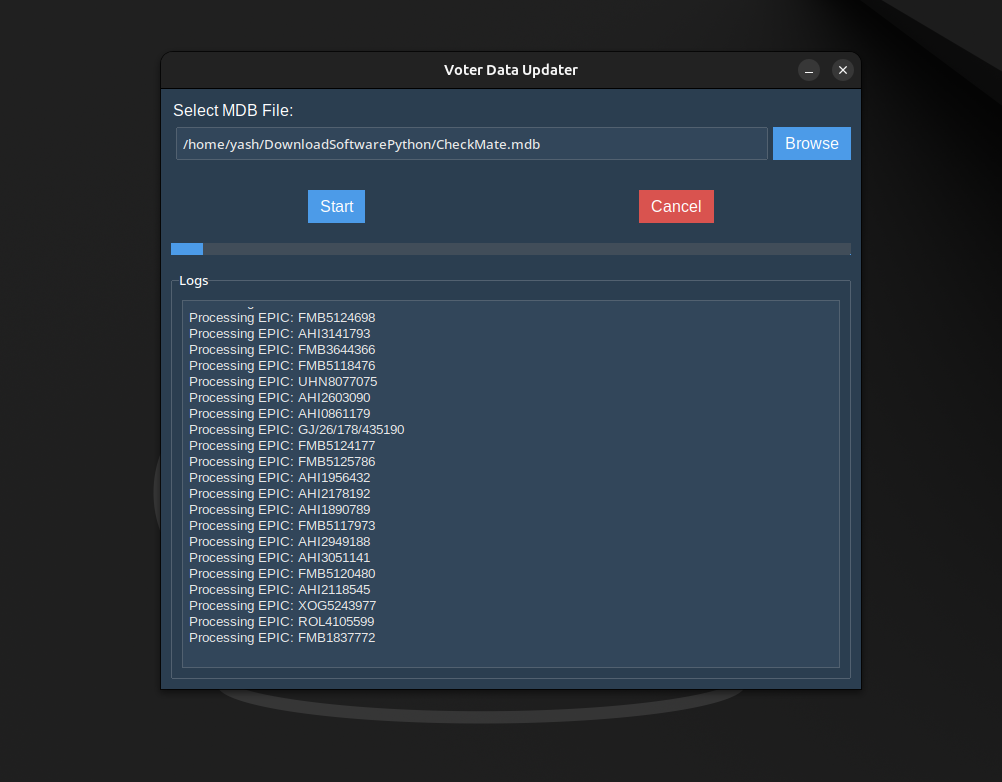 Voter Data Updater
Select MDB File:
/home/yash/DownloadSoftwarePython/CheckMate.mdb
Browse
Start
Cancel
Logs
Processing EPIC: FMB5124698
Processing EPIC: AHI3141793
Processing EPIC: FMB3644366
Processing EPIC: FMB5118476
Processing EPIC: UHN8077075
Processing EPIC: AHI2603090
Processing EPIC: AHI0861179
Processing EPIC: GJ/26/178/435190
Processing EPIC: FMB5124177
Processing EPIC: FMB5125786
Processing EPIC: AHI1956432
Processing EPIC: AHI2178192
Processing EPIC: AHI1890789
Processing EPIC: FMB5117973
Processing EPIC: AHI2949188
Processing EPIC: AHI3051141
Processing EPIC: FMB5120480
Processing EPIC: AHI2118545
Processing EPIC: XOG5243977
Processing EPIC: ROL4105599
Processing EPIC: FMB1837772